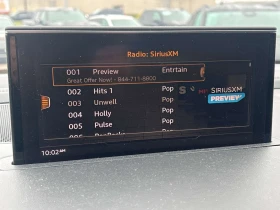 Radio: SiriusXM
001 Preview Entrtain
Great Offer Now! - 844-711-8800
002 Hits 1 Pop
003 Unwell Pop
004 Holly Pop
005 Pulse Pop
SIRIUSXM
PREVIEW
10:02AM